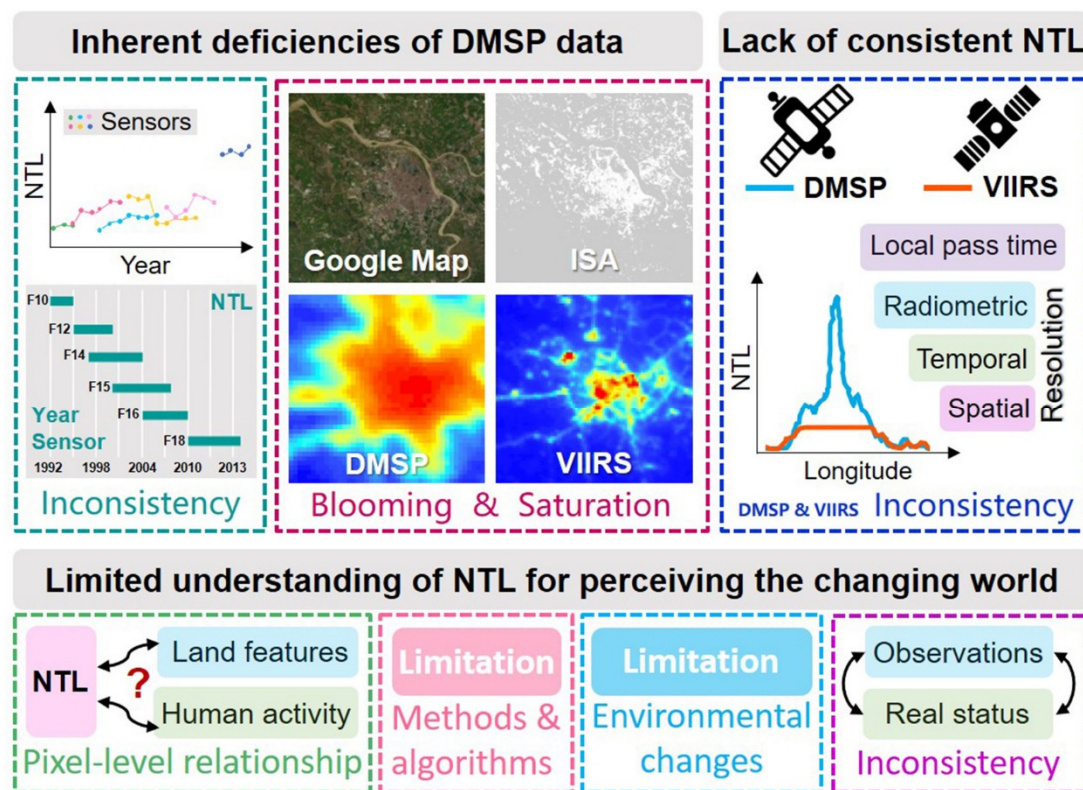 Inherent deficiencies of DMSP data
Lack of consistent NTL
Sensors
NTL
Year
F10
NTL
F12
F14
F15
Year
F16
Sensor
F18
1992 1998 2004 2010 2013
Inconsistency
Google Map
ISA
DMSP
VIIRS
Blooming & Saturation
DMSP
VIIRS
Local pass time
Radiometric
Temporal
Spatial
Resolution
NTL
Longitude
DMSP & VIIRS Inconsistency
Limited understanding of NTL for perceiving the changing world
NTL
Land features
?
Human activity
Pixel-level relationship
Limitation
Methods &
algorithms
Limitation
Environmental
changes
Observations
Real status
Inconsistency